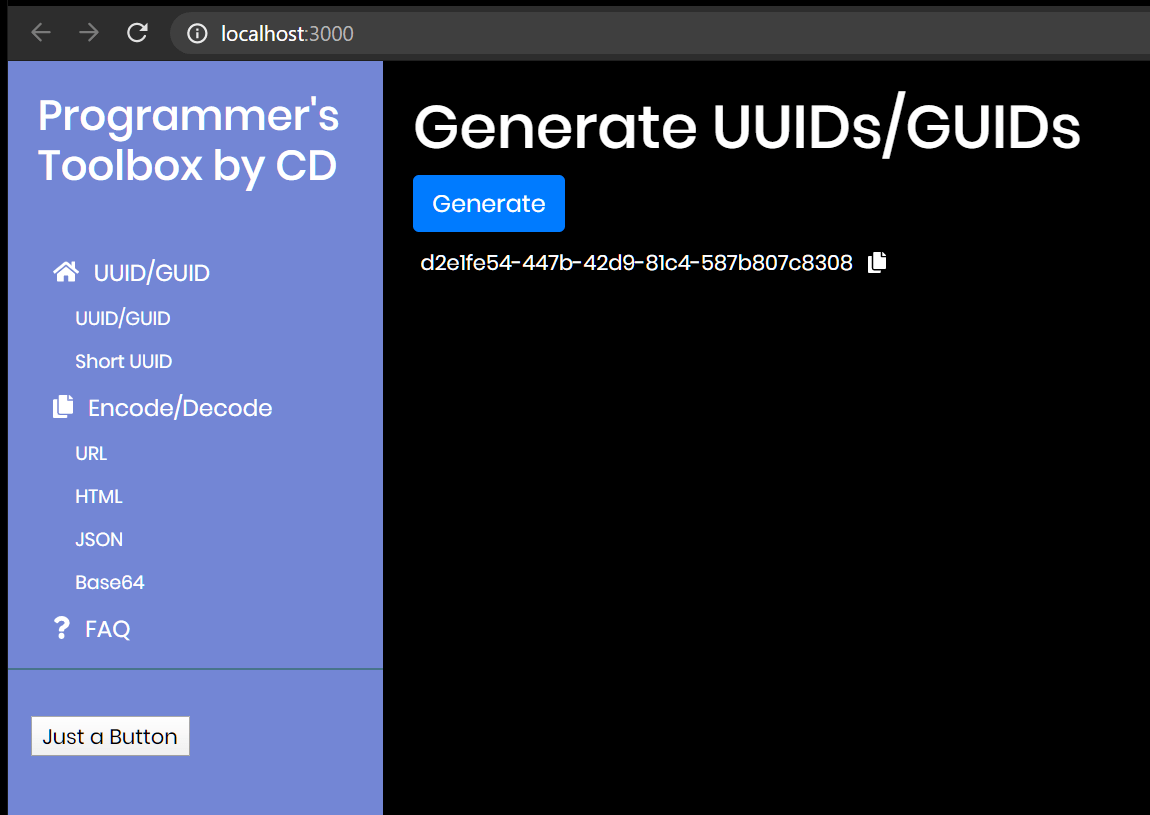 localhost:3000
Programmer's
Toolbox by CD
UUID/GUID
UUID/GUID
Short UUID
Encode/Decode
URL
HTML
JSON
Base64
? FAQ
Just a Button
Generate UUIDs/GUIDs
Generate
d2e1fe54-447b-42d9-81c4-587b807c8308